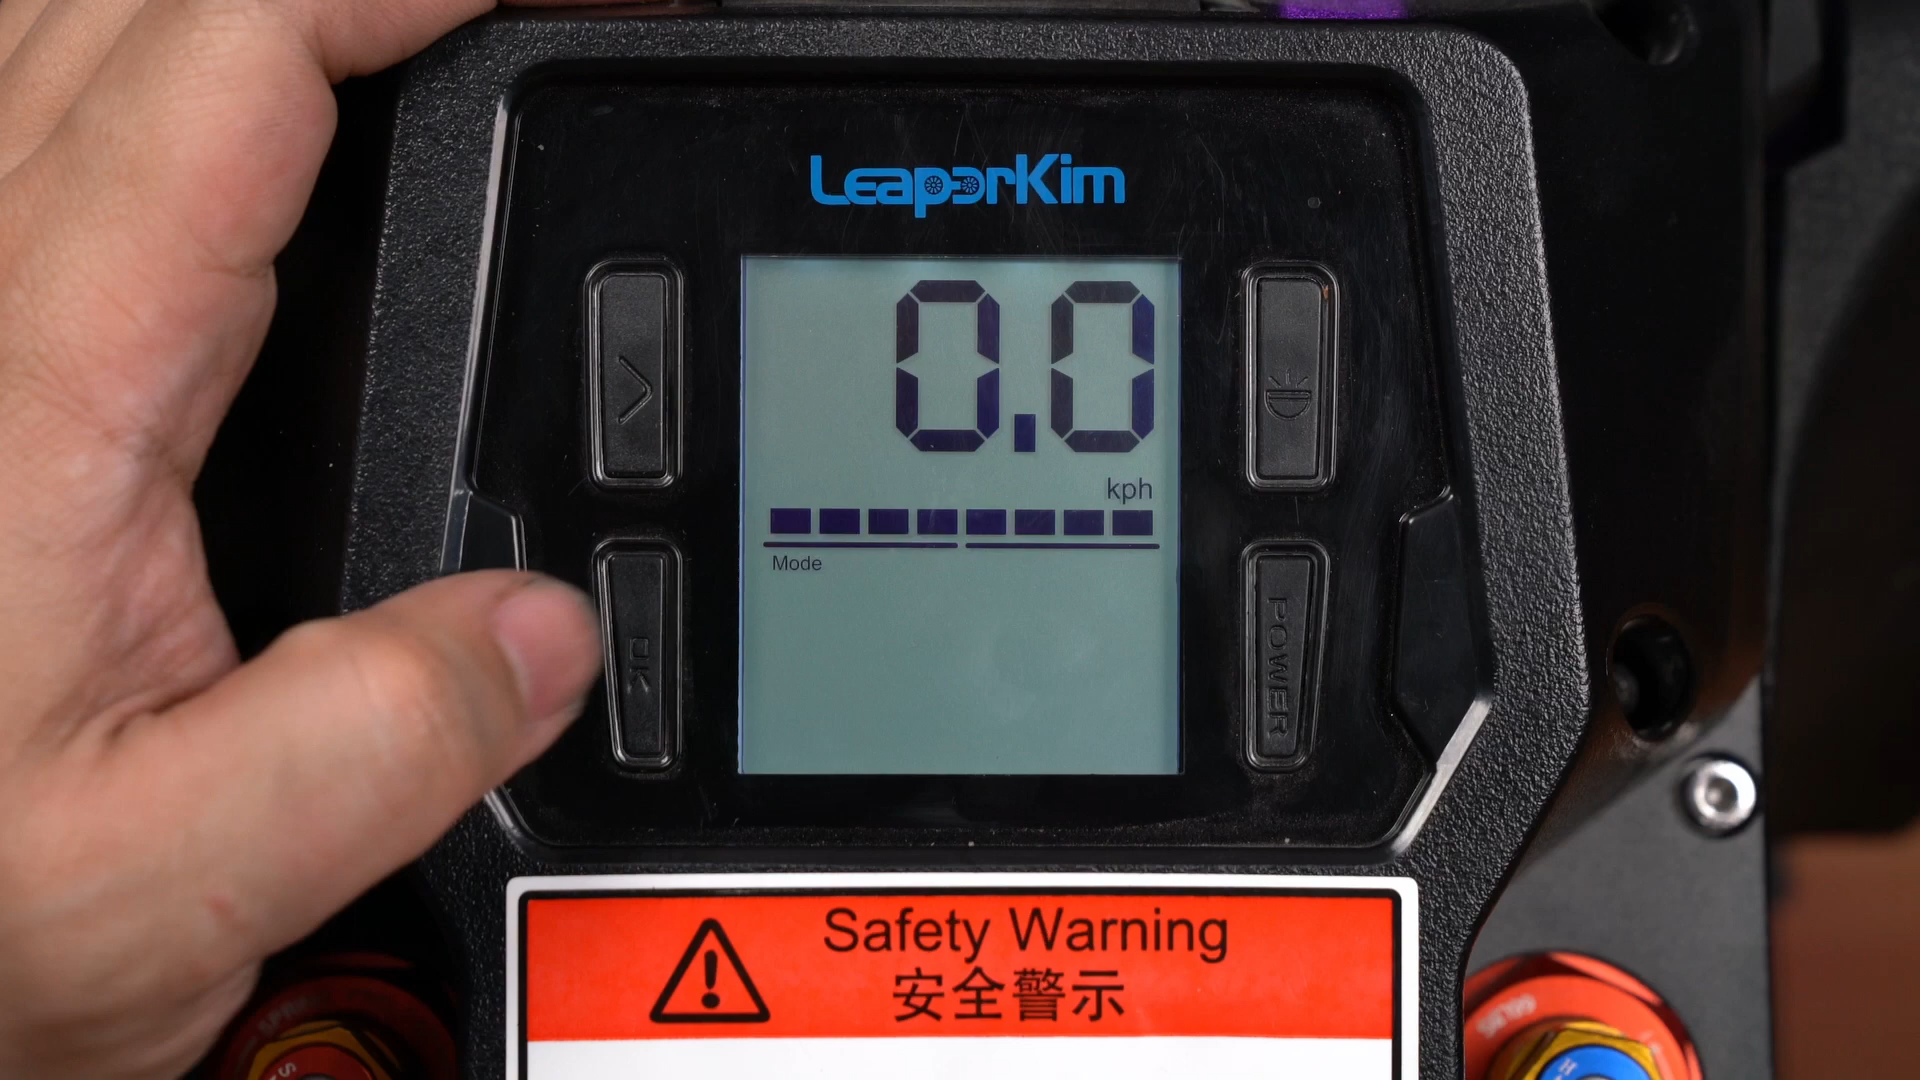 LeaperKim
0.0
kph
Mode
OK
POWER
Safety Warning
安全警示